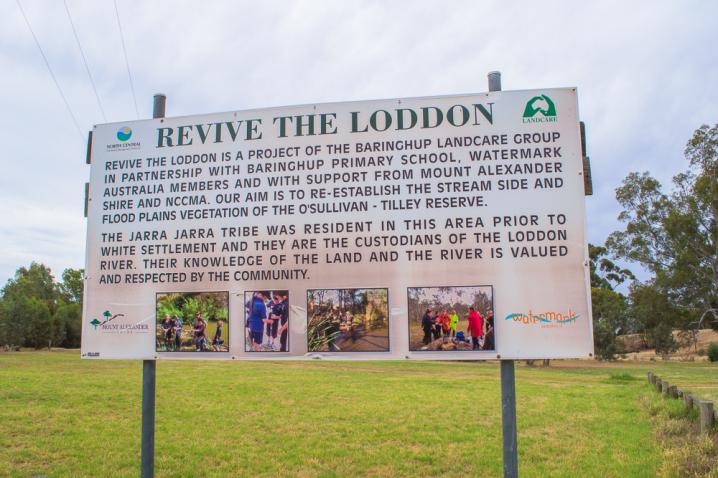 REVIVE THE LODDON
NORTH CENTRAL
LANDCARE
REVIVE THE LODDON IS A PROJECT OF THE BARINGHUP LANDCARE GROUP
IN PARTNERSHIP WITH BARINGHUP PRIMARY SCHOOL, WATERMARK
AUSTRALIA MEMBERS AND WITH SUPPORT FROM MOUNT ALEXANDER
SHIRE AND NCCMA. OUR AIM IS TO RE-ESTABLISH THE STREAM SIDE AND
FLOOD PLAINS VEGETATION OF THE O'SULLIVAN - TILLEY RESERVE.
THE JARRA JARRA TRIBE WAS RESIDENT IN THIS AREA PRIOR TO
WHITE SETTLEMENT AND THEY ARE THE CUSTODIANS OF THE LODDON
RIVER. THEIR KNOWLEDGE OF THE LAND AND THE RIVER IS VALUED
AND RESPECTED BY THE COMMUNITY.
MOUNT ALEXANDER
watermark